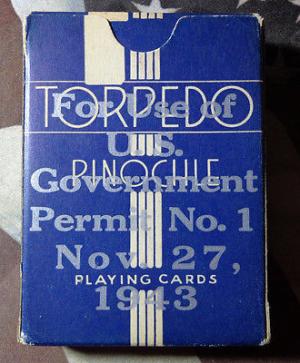 For Use of
TORPEDO
U.S.
PINOCHLE
Government
Permit No. 1
Nov. 27,
PLAYING CARDS
1943